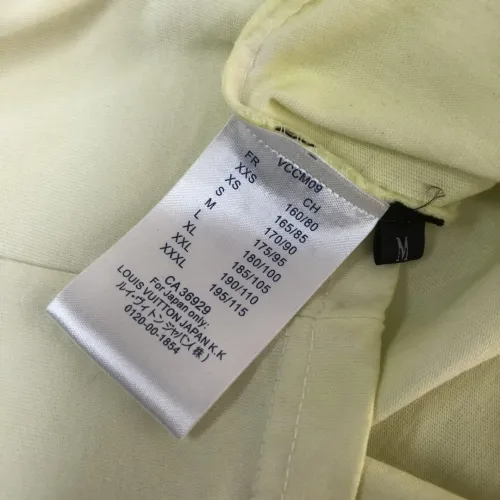 VCCM09
FR CH
XXS 160/80
XS 165/85
S 170/90
M 175/95
L 180/100
XL 185/105
XXL 190/110
XXXL 195/115
CA 36929
For Japan only:
LOUIS VUITTON JAPAN K.K
ルイ・ヴィトンジャパン(株)
0120-00-1854
M